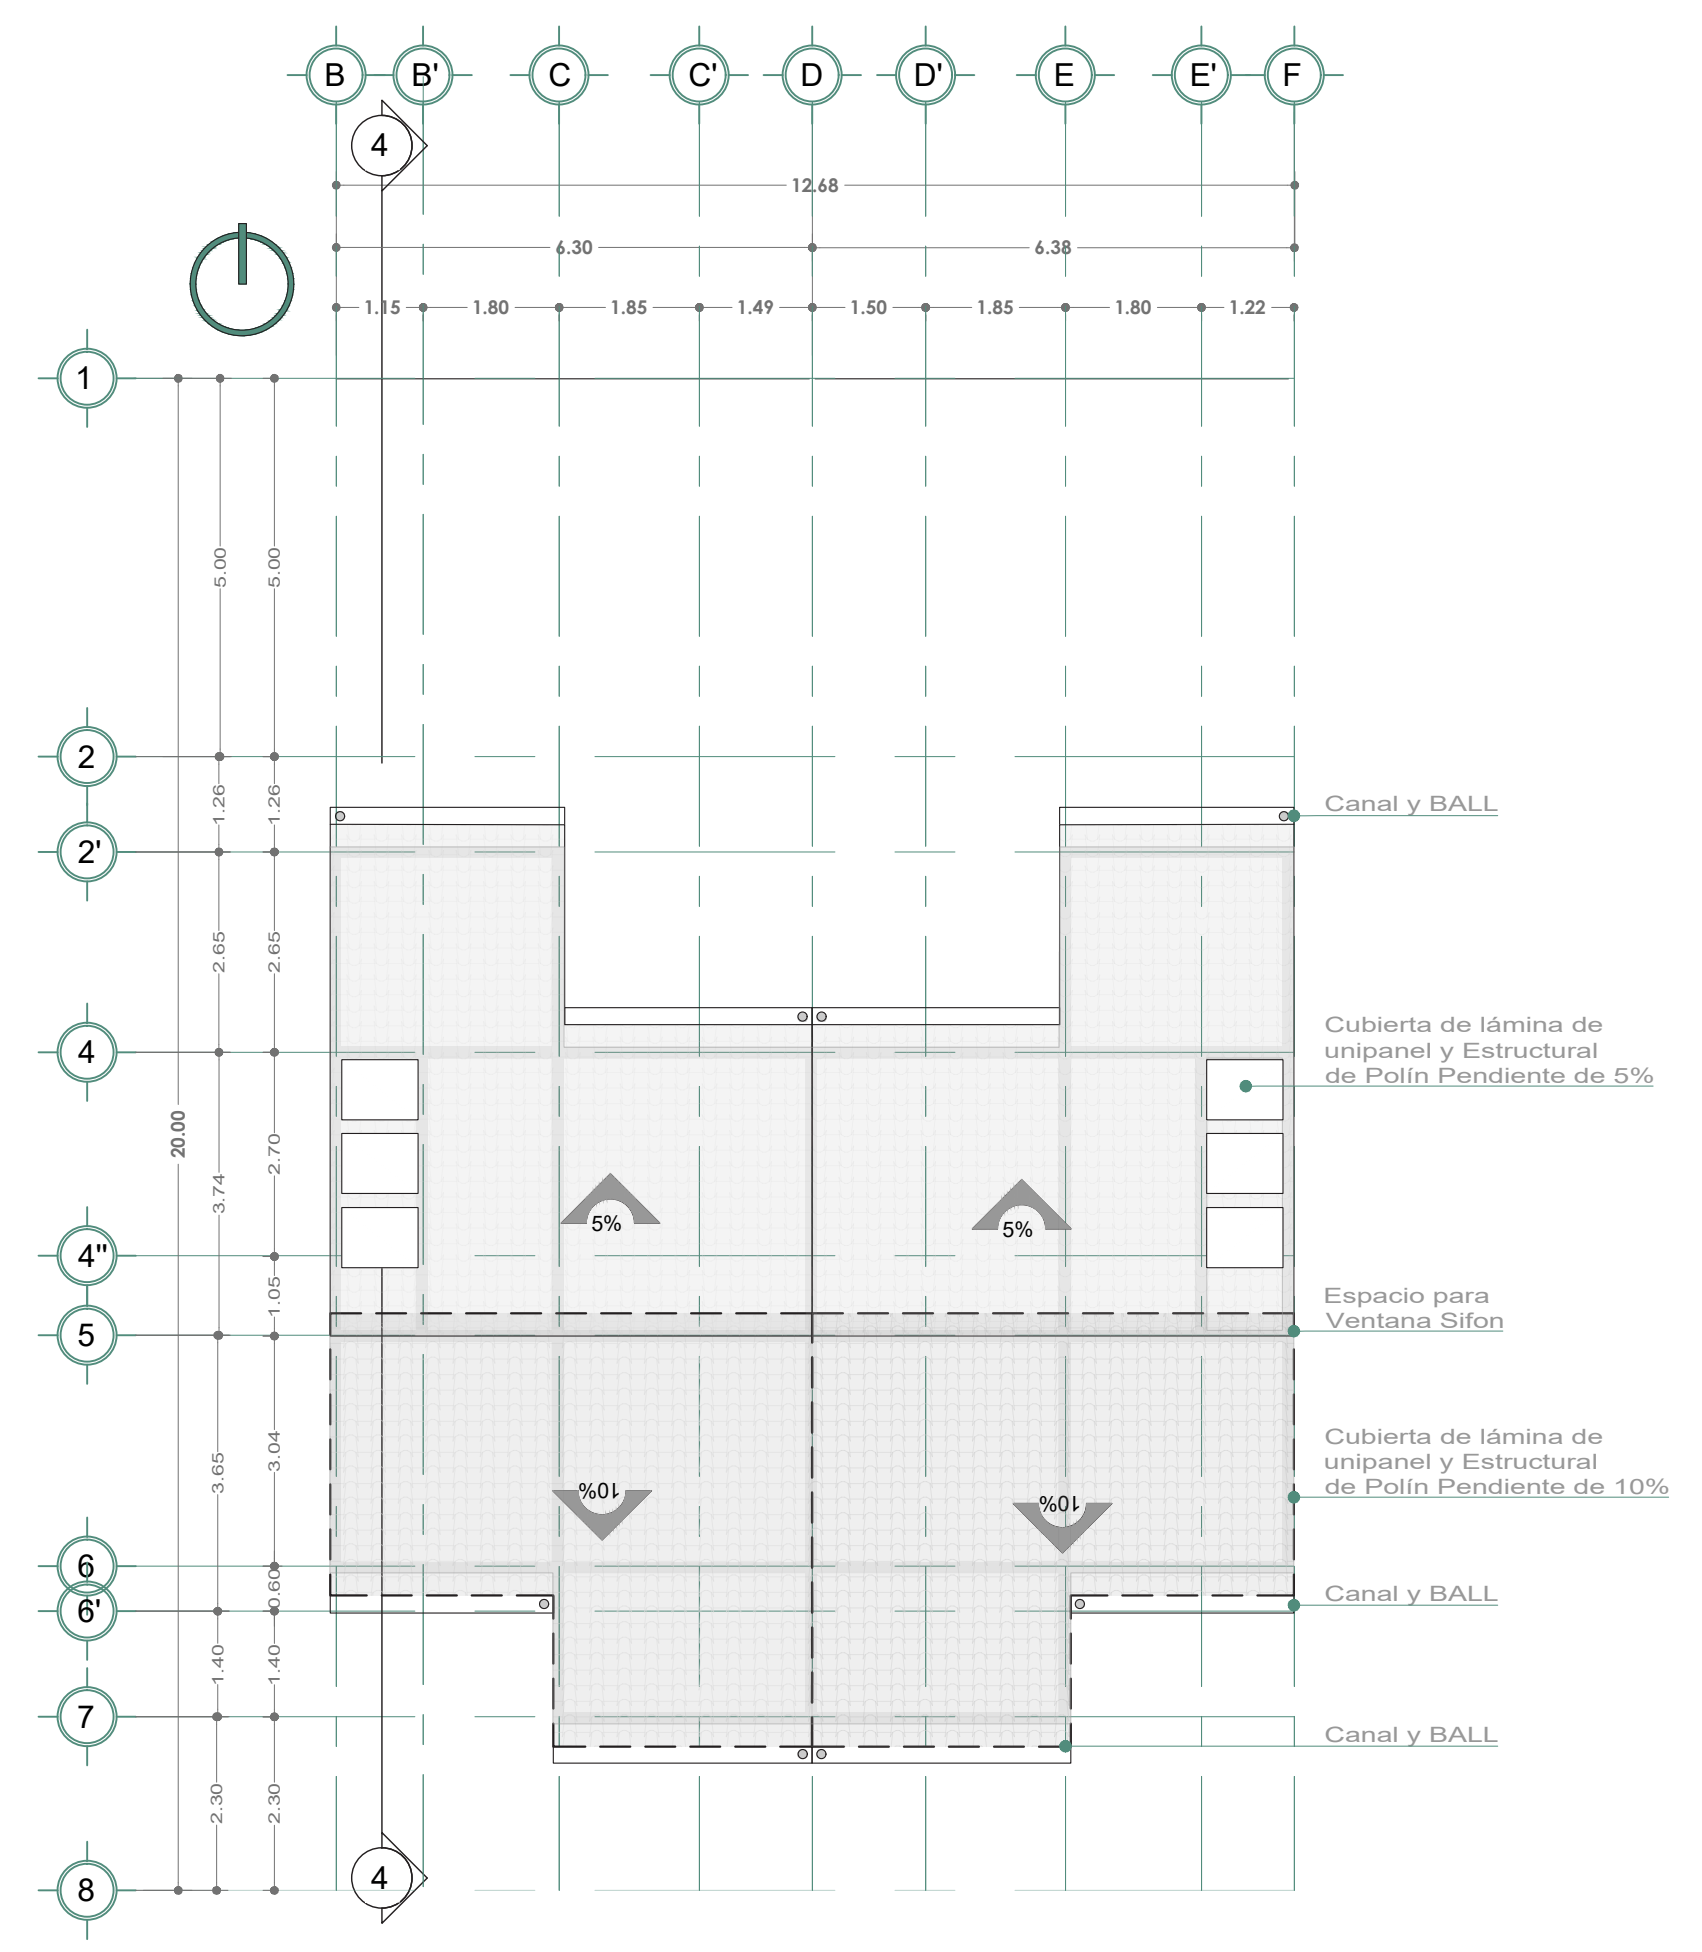 B B' C C' D D' E E' F
4
12.68
6.30 6.38
1.15 1.80 1.85 1.49 1.50 1.85 1.80 1.22
1
5.00 5.00
2
1.26 1.26
Canal y BALL
2'
2.65 2.65
Cubierta de lámina de
unipanel y Estructural
de Polín Pendiente de 5%
4
20.00
2.70
3.74
5% 5%
4"
1.05
Espacio para
Ventana Sifon
5
Cubierta de lámina de
unipanel y Estructural
de Polín Pendiente de 10%
3.65 3.04
10% 10%
6
0.60
Canal y BALL
6'
1.40 1.40
7
Canal y BALL
2.30 2.30
4
8